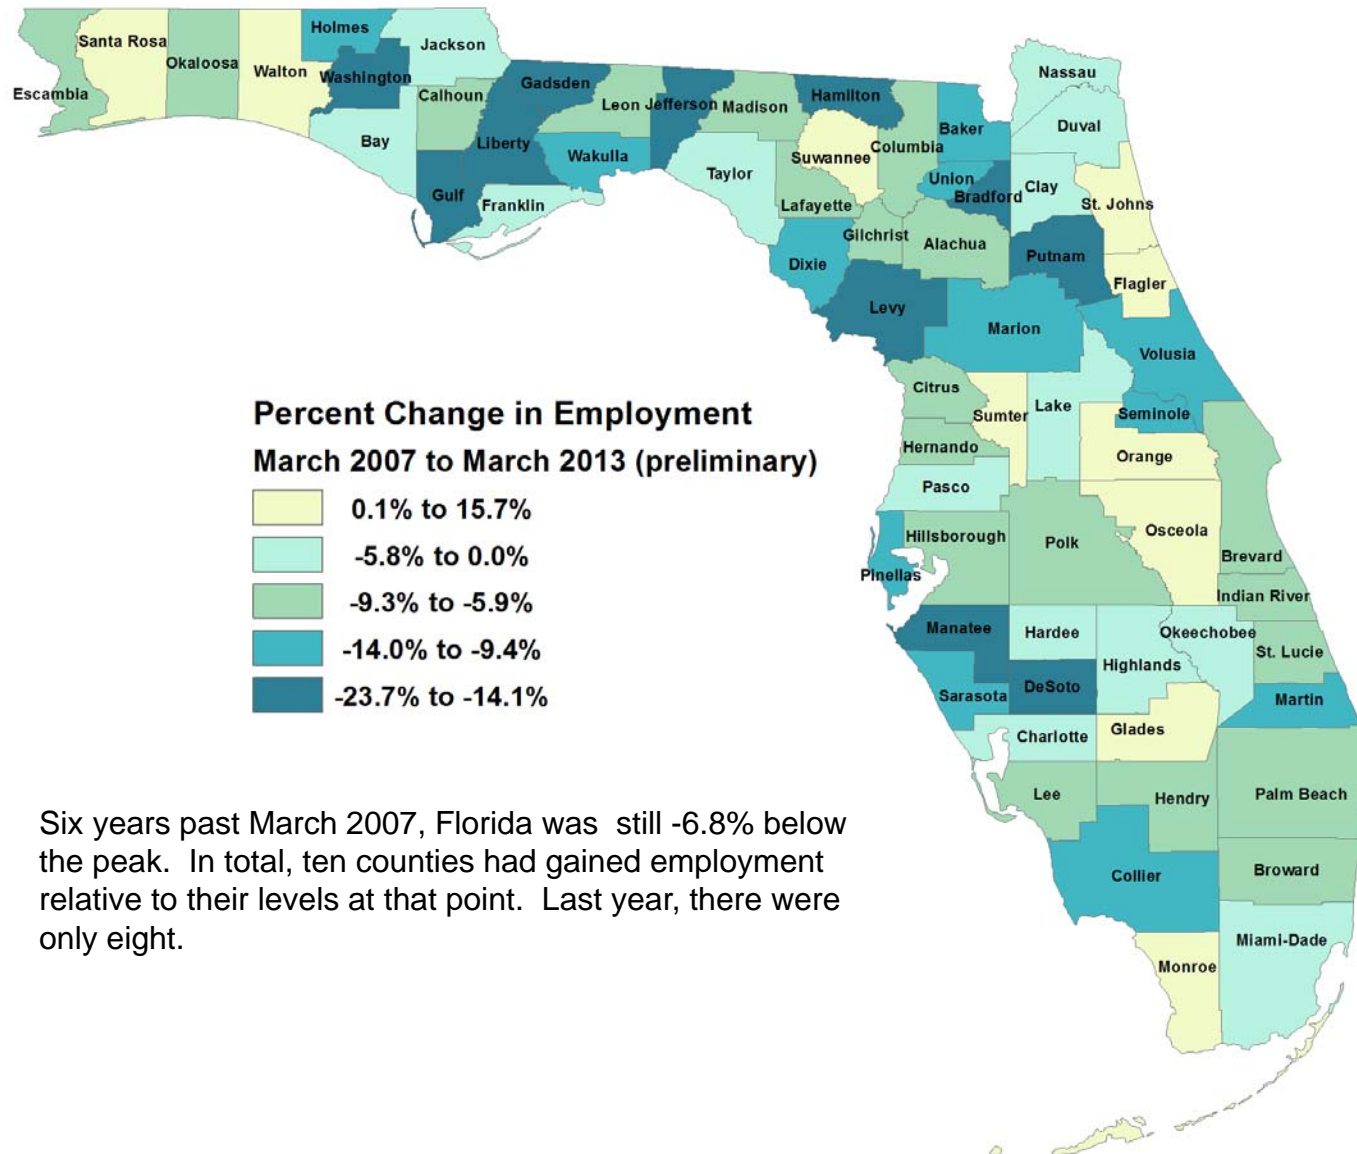 Holmes
Santa Rosa
Jackson
Okaloosa
Walton
Washington
Escambia
Calhoun
Gadsden
Leon
Jefferson
Madison
Hamilton
Nassau
Bay
Liberty
Wakulla
Suwannee
Columbia
Baker
Duval
Gulf
Franklin
Taylor
Lafayette
Union
Bradford
Clay
St. Johns
Gilchrist
Alachua
Dixie
Putnam
Flagler
Levy
Marion
Volusia
Citrus
Sumter
Lake
Seminole
Hernando
Orange
Pasco
Hillsborough
Polk
Osceola
Brevard
Pinellas
Indian River
Manatee
Hardee
Okeechobee
St. Lucie
Highlands
Sarasota
DeSoto
Martin
Charlotte
Glades
Lee
Hendry
Palm Beach
Collier
Broward
Miami-Dade
Monroe
Percent Change in Employment
March 2007 to March 2013 (preliminary)
0.1% to 15.7%
-5.8% to 0.0%
-9.3% to -5.9%
-14.0% to -9.4%
-23.7% to -14.1%
Six years past March 2007, Florida was  still -6.8% below
the peak.  In total, ten counties had gained employment
relative to their levels at that point.  Last year, there were
only eight.